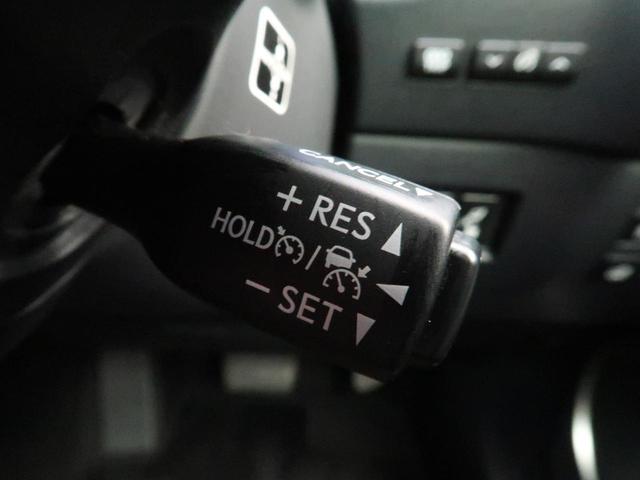 CANCEL
+ RES
HOLD /
− SET